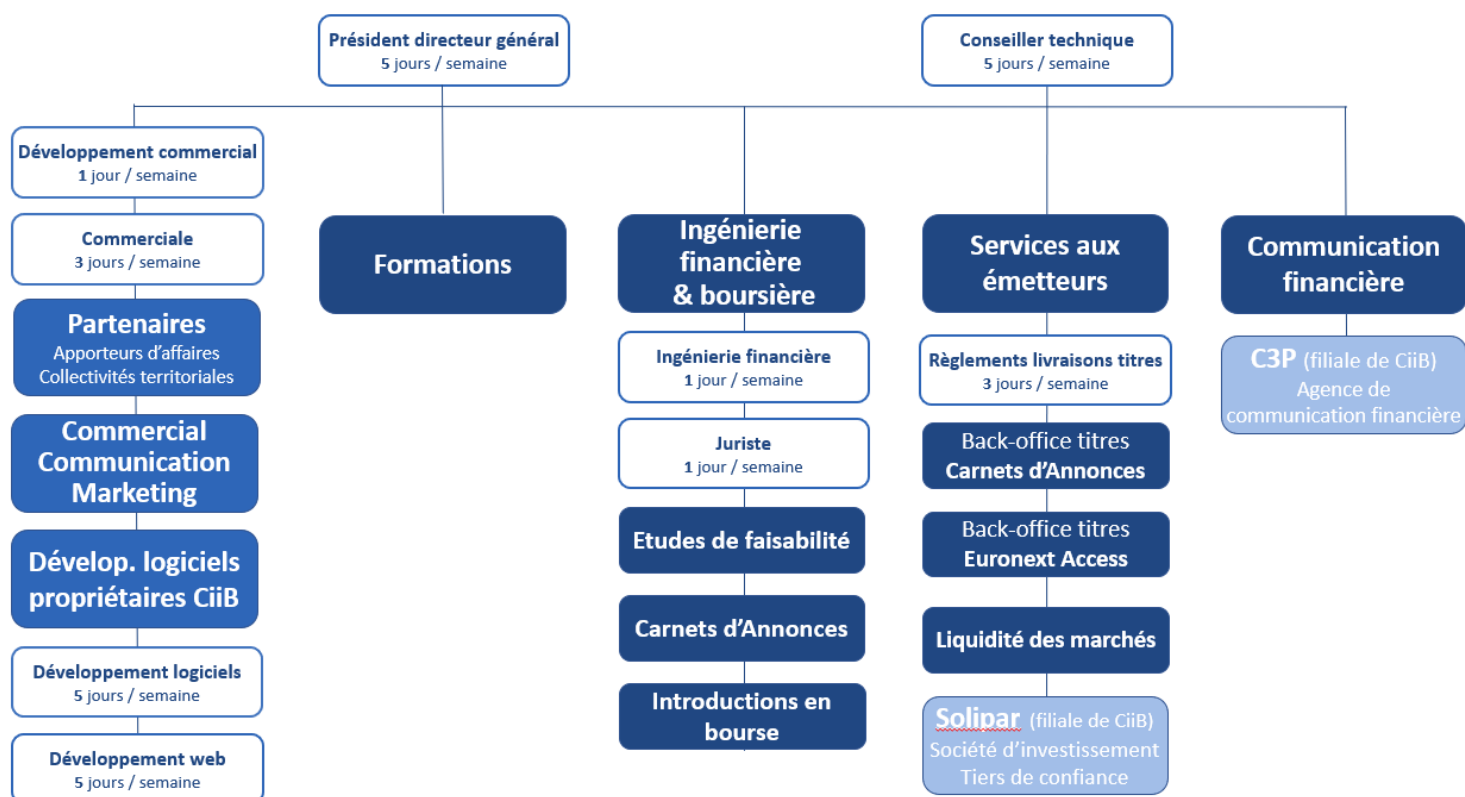 Président directeur général
5 jours / semaine
Conseiller technique
5 jours / semaine
Développement commercial
1 jour / semaine
Commerciale
3 jours / semaine
Partenaires
Apporteurs d’affaires
Collectivités territoriales
Commercial
Communication
Marketing
Dévelop. logiciels
propriétaires CiiB
Développement logiciels
5 jours / semaine
Développement web
5 jours / semaine
Formations
Ingénierie
financière
& boursière
Ingénierie financière
1 jour / semaine
Juriste
1 jour / semaine
Etudes de faisabilité
Carnets d’Annonces
Introductions en
bourse
Services aux
émetteurs
Règlements livraisons titres
3 jours / semaine
Back-office titres
Carnets d’Annonces
Back-office titres
Euronext Access
Liquidité des marchés
Solipar (filiale de CiiB)
Société d’investissement
Tiers de confiance
Communication
financière
C3P (filiale de CiiB)
Agence de
communication financière